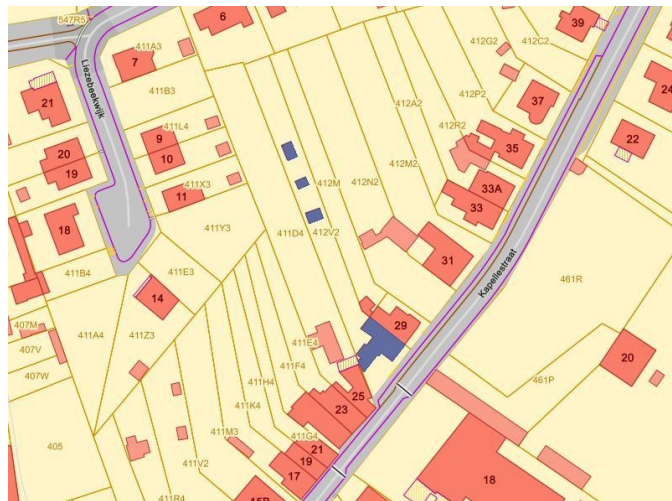 547R5
6
39
411A3
412G2
412C2
7
Liezebeekwijk
411B3
412P2
24
21
412A2
37
411L4
412R2
22
9
35
20
10
19
412M
412M2
412N2
33A
11
411X3
33
18
411Y3
411D4
412V2
31
411B4
411E3
461R
Kapellestraat
14
407M
411A4
411Z3
29
407V
411E4
20
407W
411F4
411H4
25
461P
411K4
23
405
411M3
411G4
21
411V2
19
17
18
411R4
15B